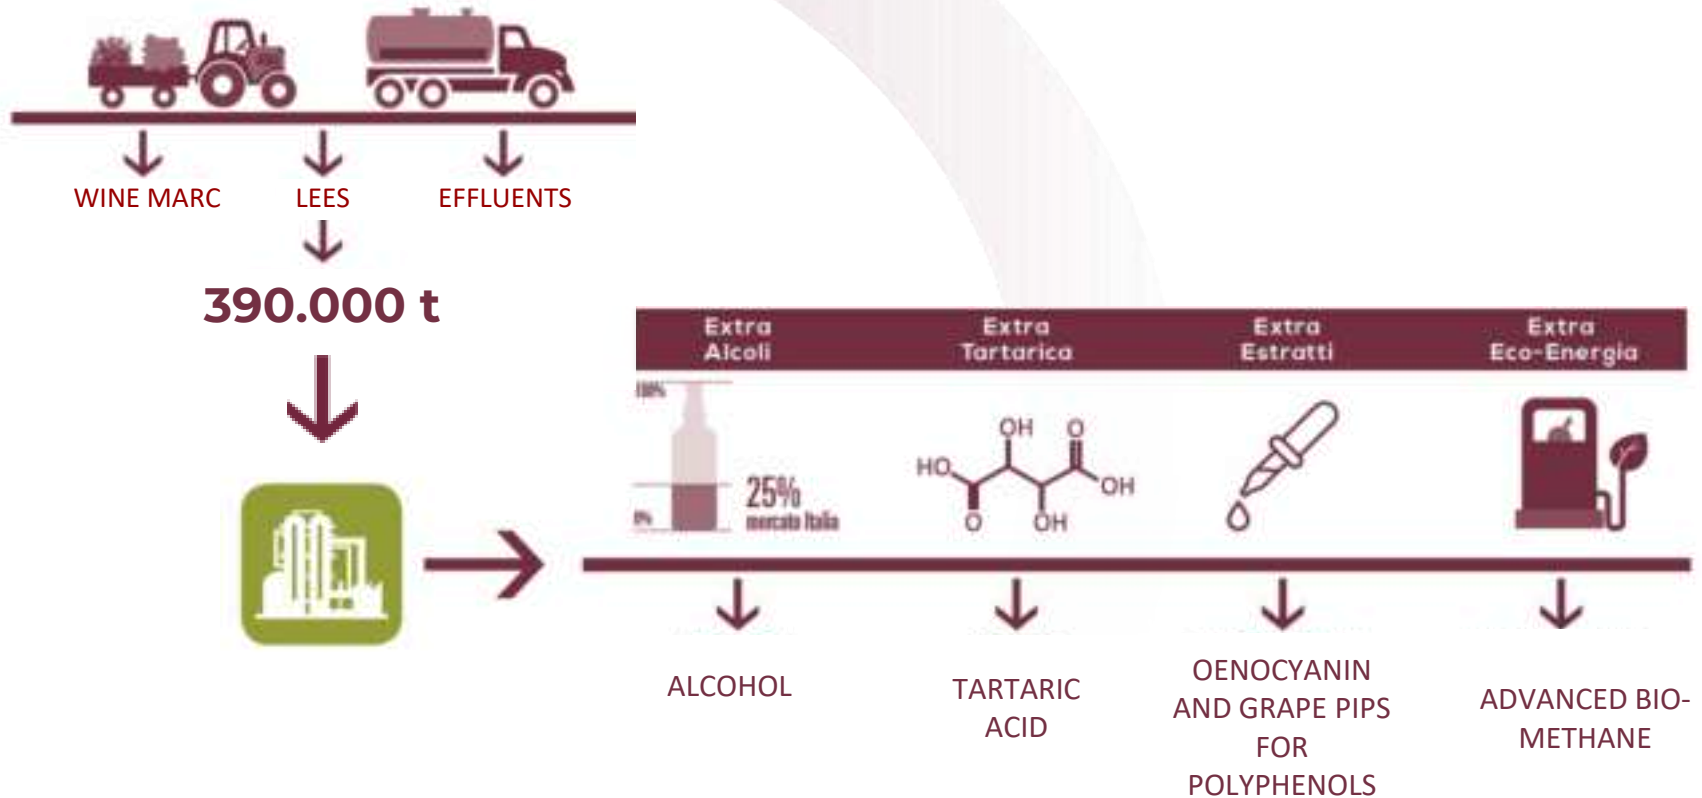 WINE MARC
LEES
EFFLUENTS
390.000 t
Extra
Alcoli
Extra
Tartarica
Extra
Estratti
Extra
Eco-Energia
100%
25%
mercato Italia
0%
OH
O
HO
OH
O
OH
ALCOHOL
TARTARIC
ACID
OENOCYANIN
AND GRAPE PIPS
FOR
POLYPHENOLS
ADVANCED BIO-
METHANE